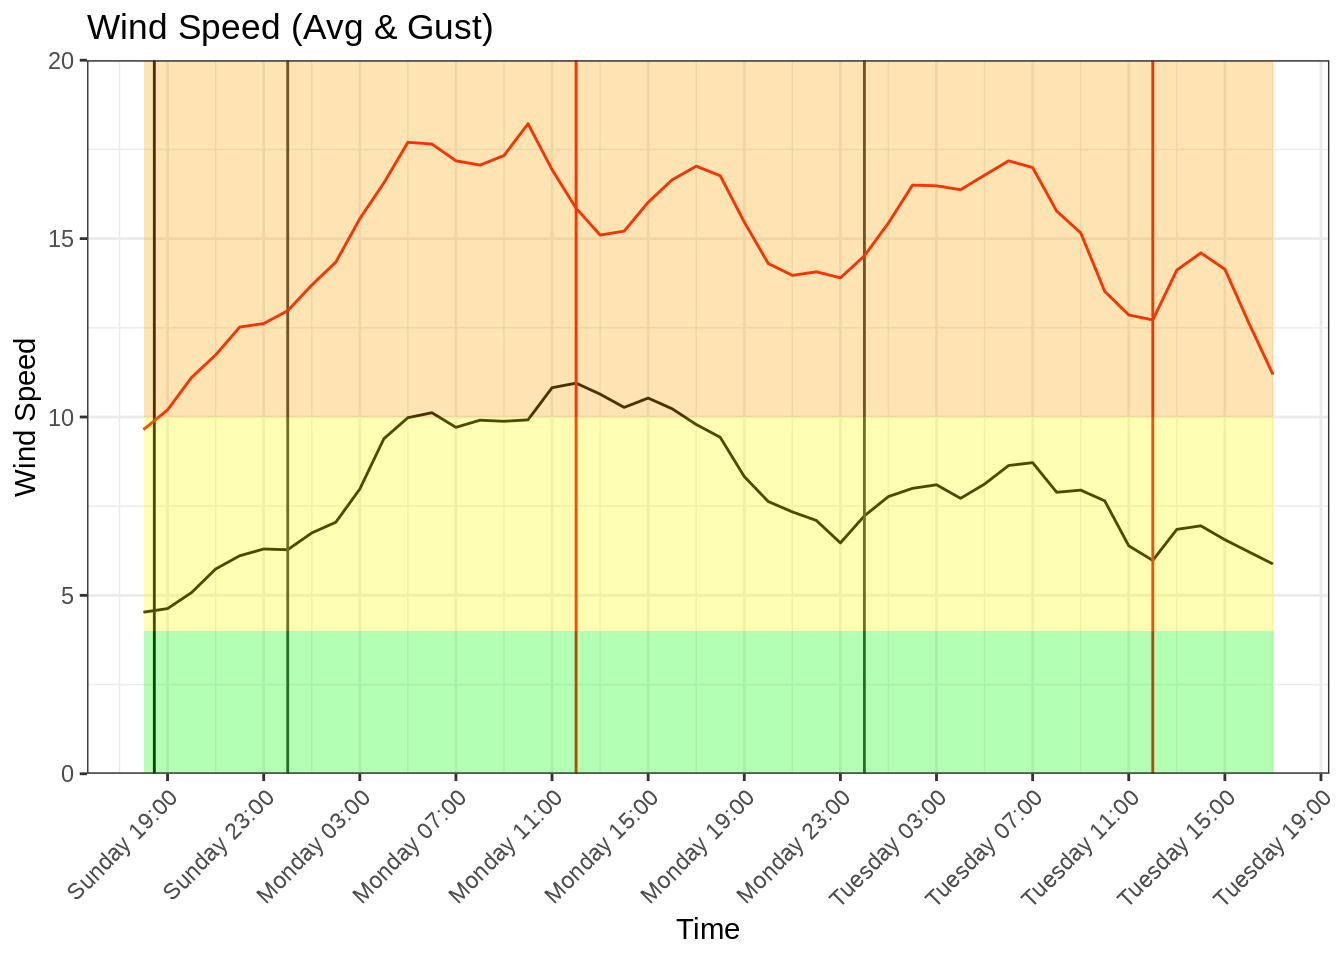 Wind Speed (Avg & Gust)
20
15
10
5
0
Wind Speed
Sunday 19:00
Sunday 23:00
Monday 03:00
Monday 07:00
Monday 11:00
Monday 15:00
Monday 19:00
Monday 23:00
Tuesday 03:00
Tuesday 07:00
Tuesday 11:00
Tuesday 15:00
Tuesday 19:00
Time